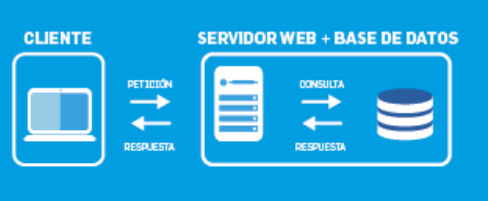 CLIENTE
SERVIDOR WEB + BASE DE DATOS
PETICIÓN
CONSULTA
RESPUESTA
RESPUESTA